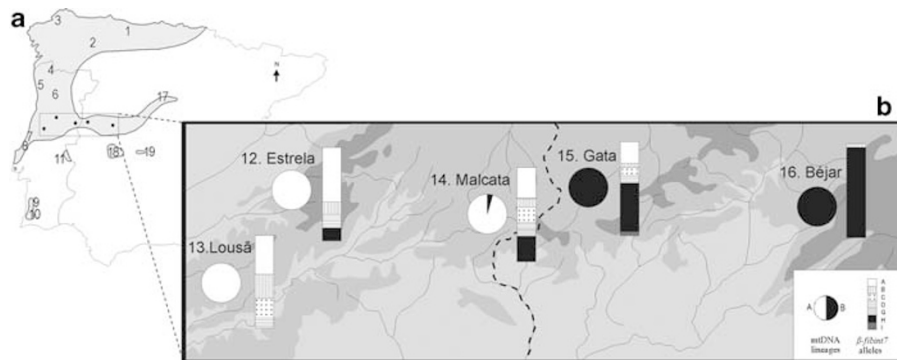 a
3
1
2
4
5
6
17
7
8
11
18
19
9
10
N
b
12. Estrela
13.Lousã
14. Malcata
15. Gata
16. Béjar
A B
mtDNA
lineages
A
B
C
D
G
H
I
β-fibint7
alleles